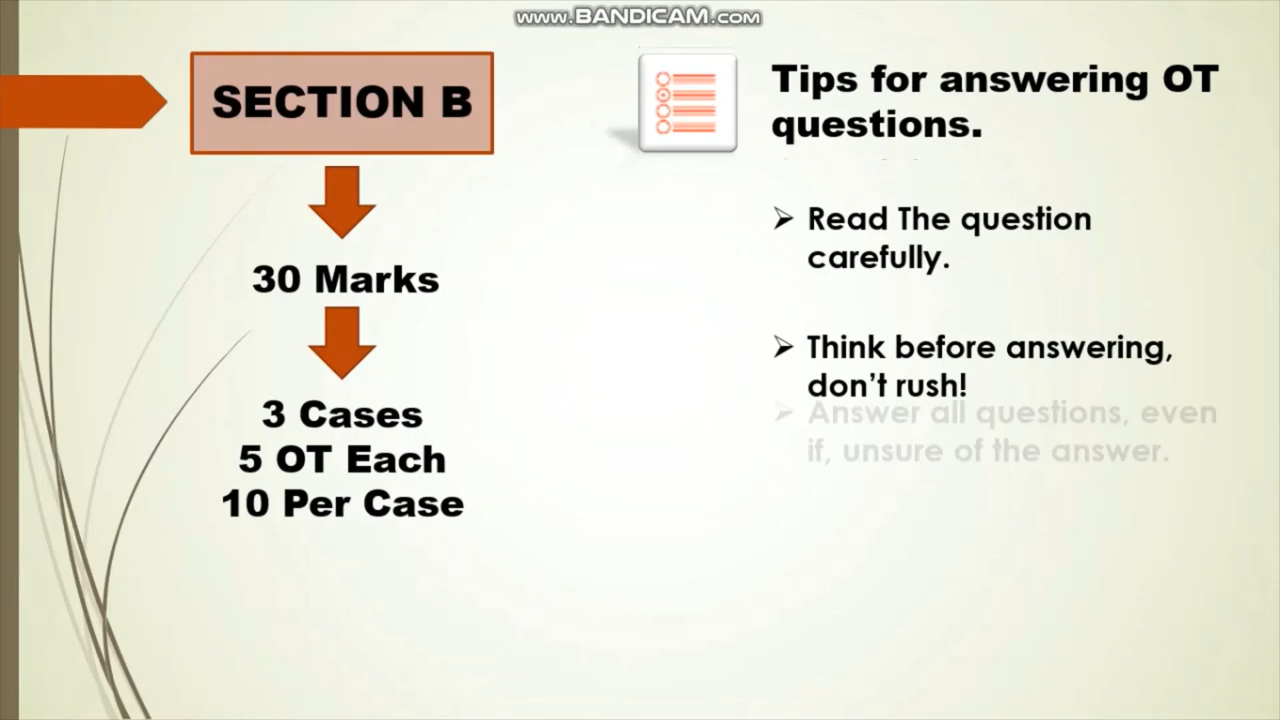 www.BANDICAM.com
SECTION B
30 Marks
3 Cases
5 OT Each
10 Per Case
Tips for answering OT
questions.
Read The question
carefully.
Think before answering,
don't rush!
Answer all questions, even
if, unsure of the answer.